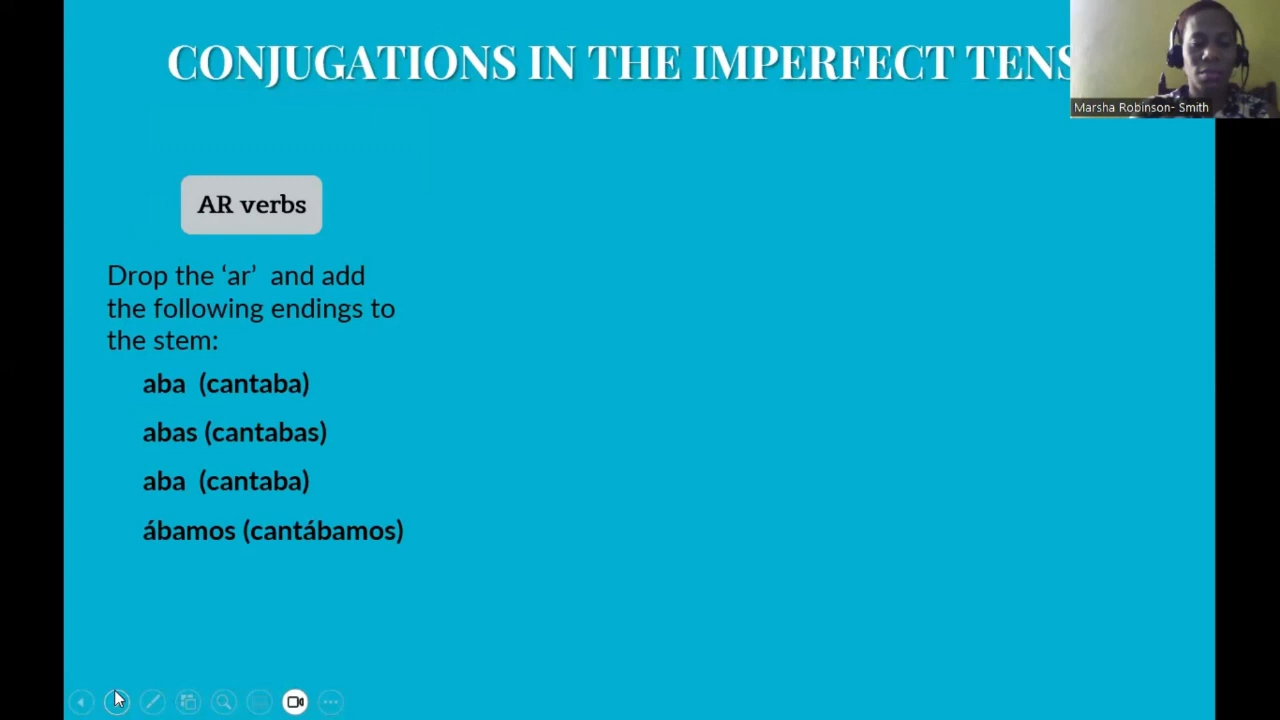 CONJUGATIONS IN THE IMPERFECT TENS
Marsha Robinson- Smith
AR verbs
Drop the ‘ar’ and add
the following endings to
the stem:
aba (cantaba)
abas (cantabas)
aba (cantaba)
ábamos (cantábamos)